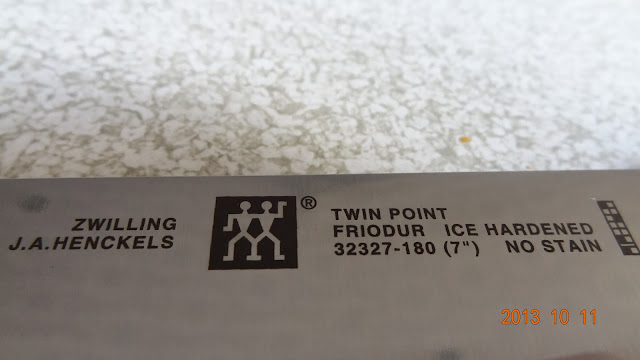 ZWILLING
J.A.HENCKELS
®
TWIN POINT
FRIODUR ICE HARDENED
32327-180 (7") NO STAIN
2013 10 11